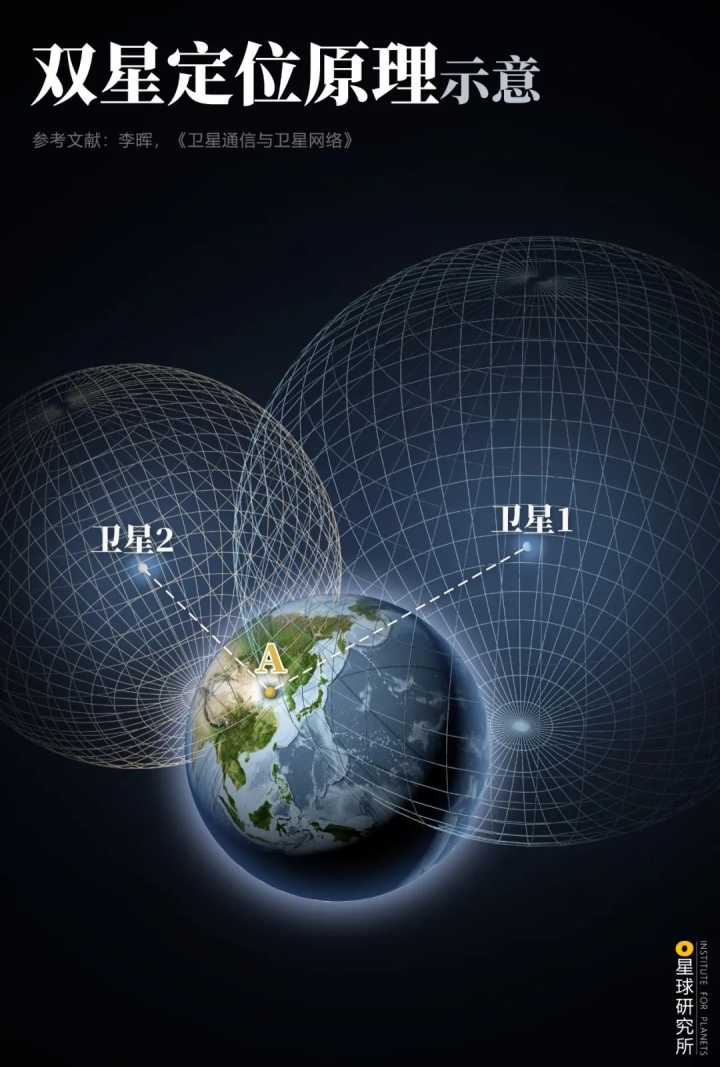 双星定位原理示意
参考文献：李晖，《卫星通信与卫星网络》
卫星1
卫星2
A
星球研究所
INSTITUTE FOR PLANETS